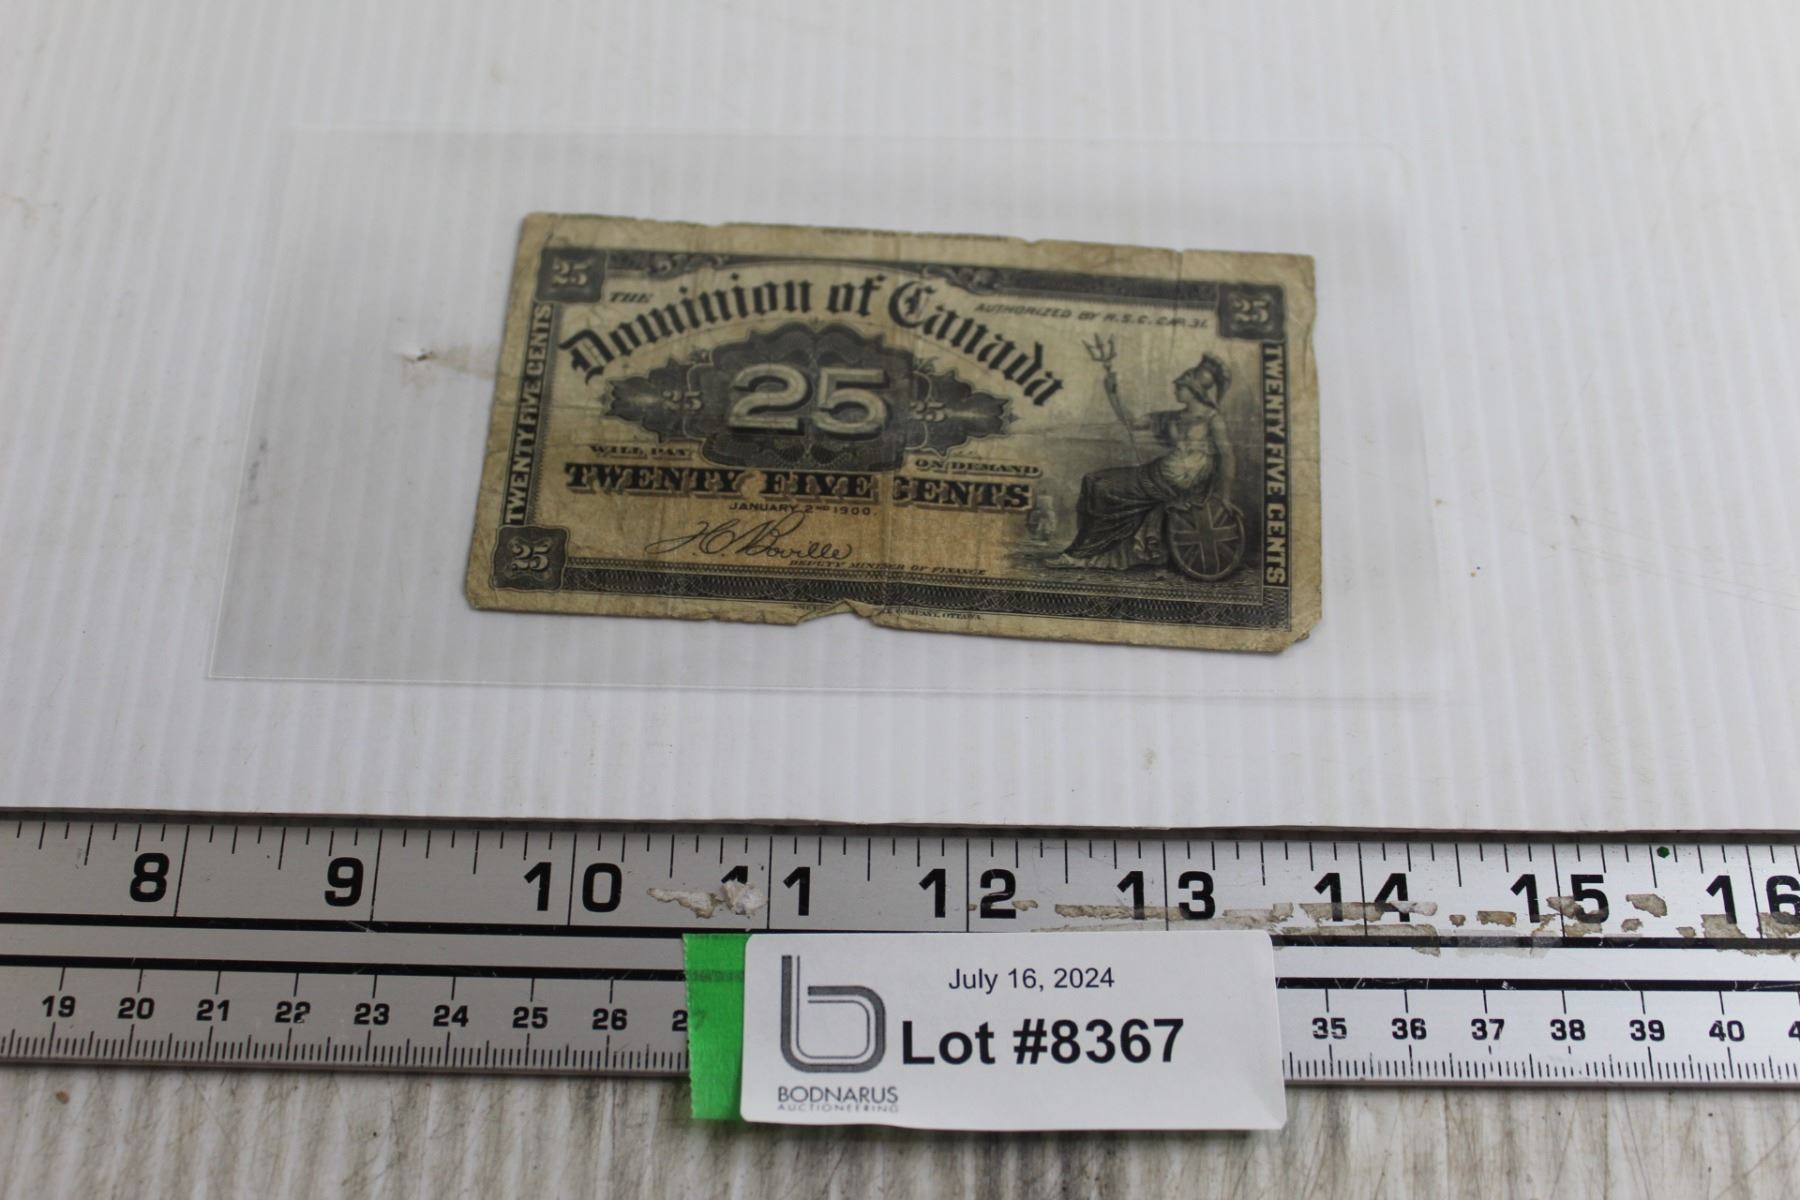 25
THE
Dominion of Canada
AUTHORIZED BY R.S.C. CAP. 31.
25
TWENTY FIVE CENTS
25 25 25
TWENTY FIVE CENTS
WILL PAY
ON DEMAND
TWENTY FIVE CENTS
JANUARY 2ND 1900.
H C Boville
DEPUTY MINISTER OF FINANCE
25
COMPANY, OTTAWA.
8 9 10 11 12 13 14 15 16
19 20 21 22 23 24 25 26 27 35 36 37 38 39 40
July 16, 2024
Lot #8367
BODNARUS
AUCTIONEERING